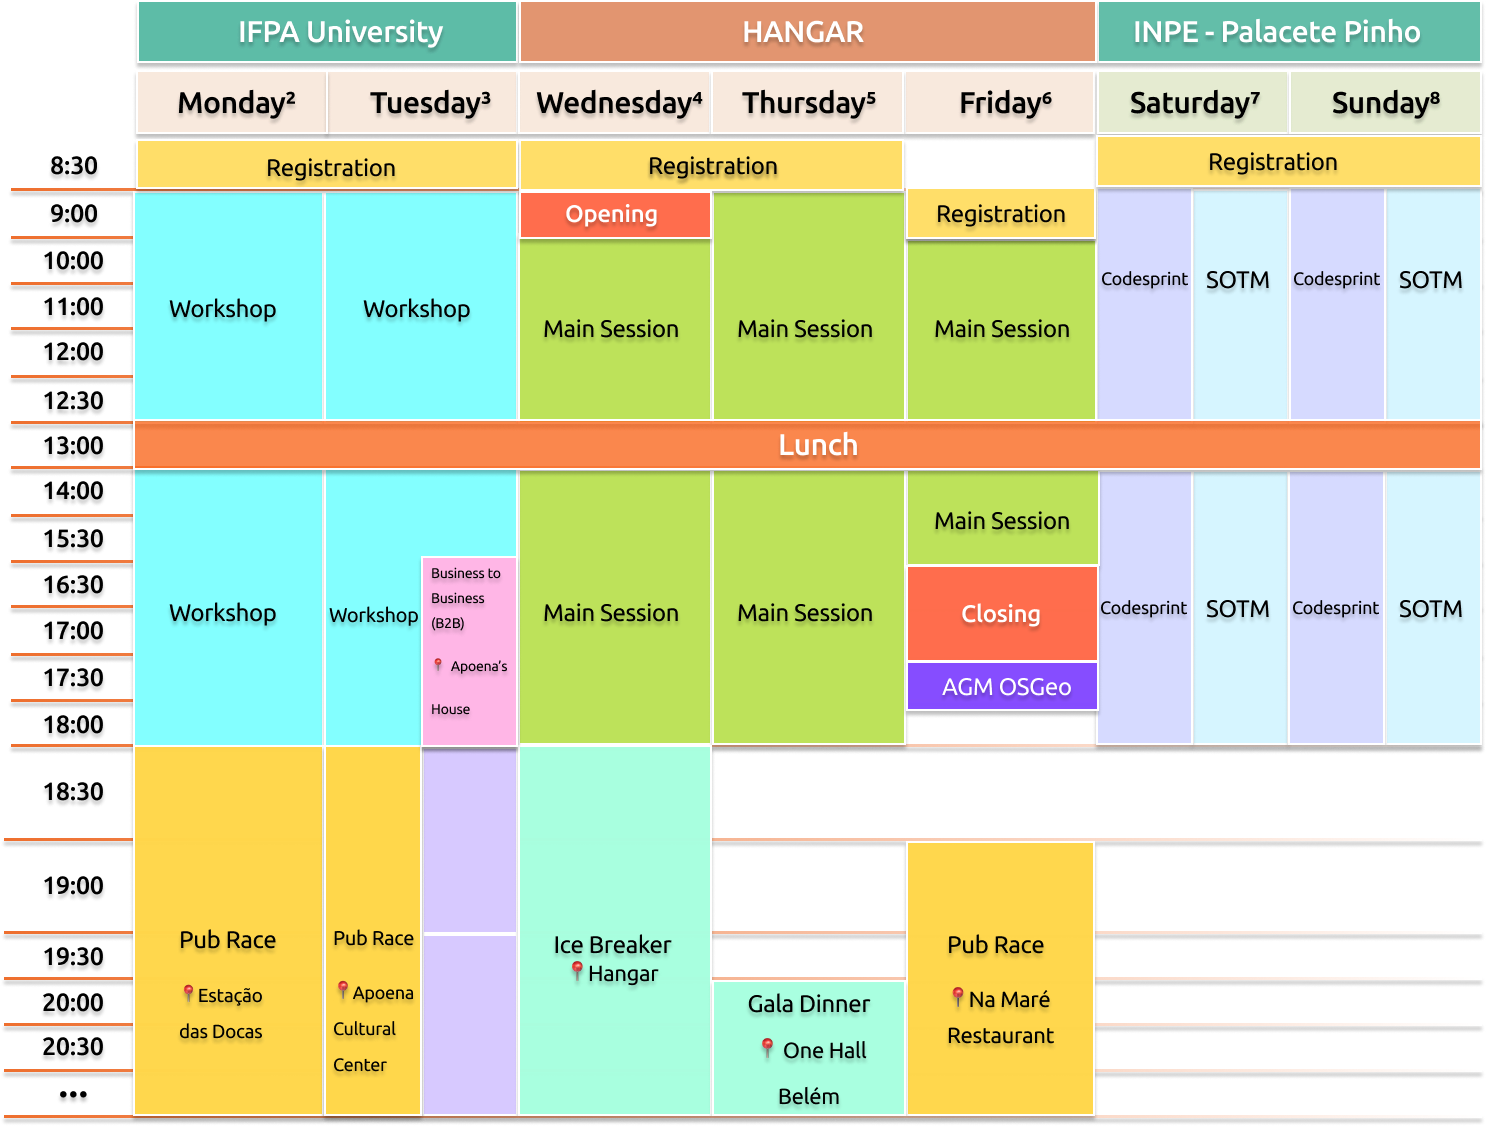 IFPA University
HANGAR
INPE - Palacete Pinho
Monday²
Tuesday³
Wednesday⁴
Thursday⁵
Friday⁶
Saturday⁷
Sunday⁸
8:30
Registration
Registration
Registration
9:00
Opening
Registration
10:00
11:00
12:00
12:30
Workshop
Workshop
Main Session
Main Session
Main Session
Codesprint
SOTM
Codesprint
SOTM
13:00
Lunch
14:00
15:30
16:30
17:00
17:30
18:00
Workshop
Workshop
Business to
Business
(B2B)
Apoena's
House
Main Session
Main Session
Main Session
Closing
AGM OSGeo
Codesprint
SOTM
Codesprint
SOTM
18:30
19:00
19:30
20:00
20:30
...
Pub Race
Estação
das Docas
Pub Race
Apoena
Cultural
Center
Ice Breaker
Hangar
Gala Dinner
One Hall
Belém
Pub Race
Na Maré
Restaurant